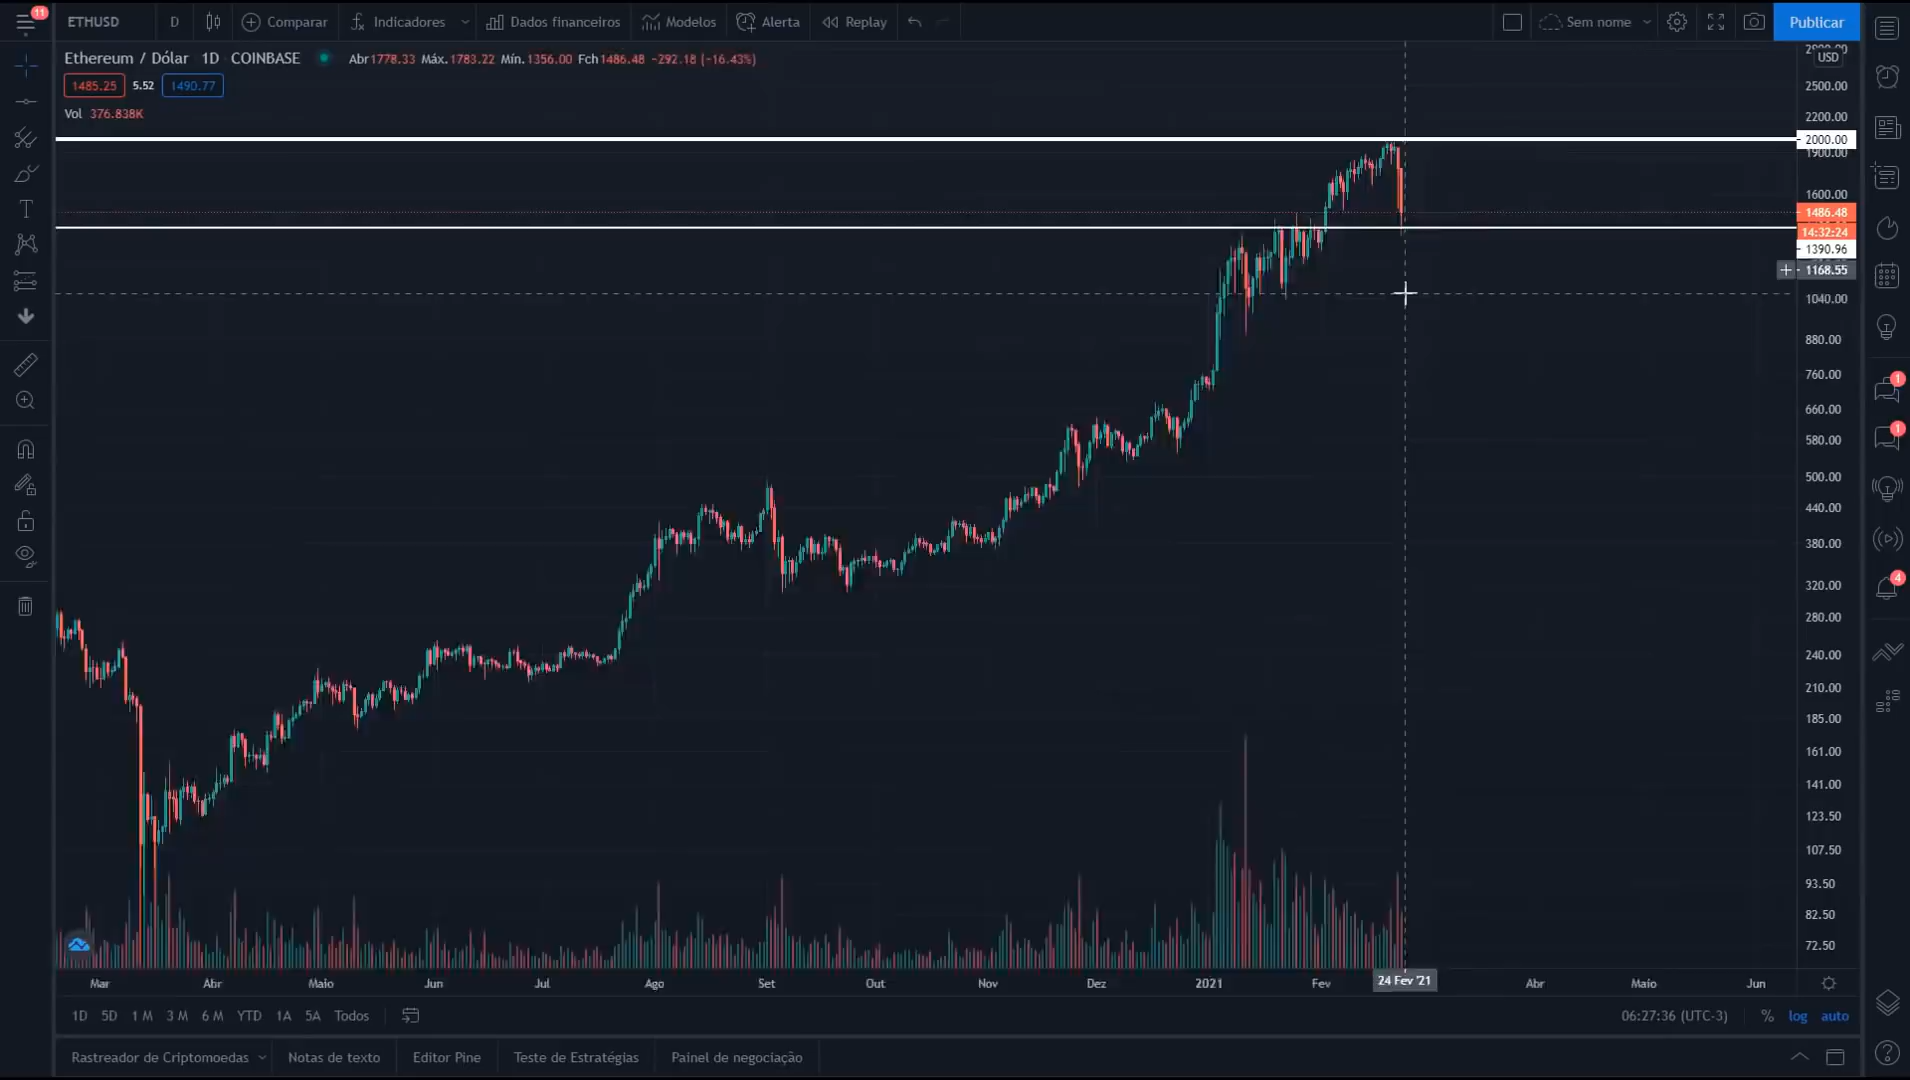 11
ETHUSD
D
Comparar
Indicadores
Dados financeiros
Modelos
Alerta
Replay
Sem nome
Publicar
Ethereum / Dólar 1D COINBASE Abr1778.33 Máx.1783.22 Mín.1356.00 Fch1486.48 -292.18 (-16.43%)
1485.25 5.52 1490.77
Vol 376.838K
USD
2500.00
2200.00
2000.00
1900.00
1600.00
1486.48
14:32:24
1390.96
1168.55
1040.00
880.00
760.00
660.00
580.00
500.00
440.00
380.00
320.00
280.00
240.00
210.00
185.00
161.00
141.00
123.50
107.50
93.50
82.50
72.50
1
1
4
Mar Abr Maio Jun Jul Ago Set Out Nov Dez 2021 Fev 24 Fev '21 Abr Maio Jun
1D 5D 1 M 3 M 6 M YTD 1A 5A Todos 06:27:36 (UTC-3) % log auto
Rastreador de Criptomoedas Notas de texto Editor Pine Teste de Estratégias Painel de negociação